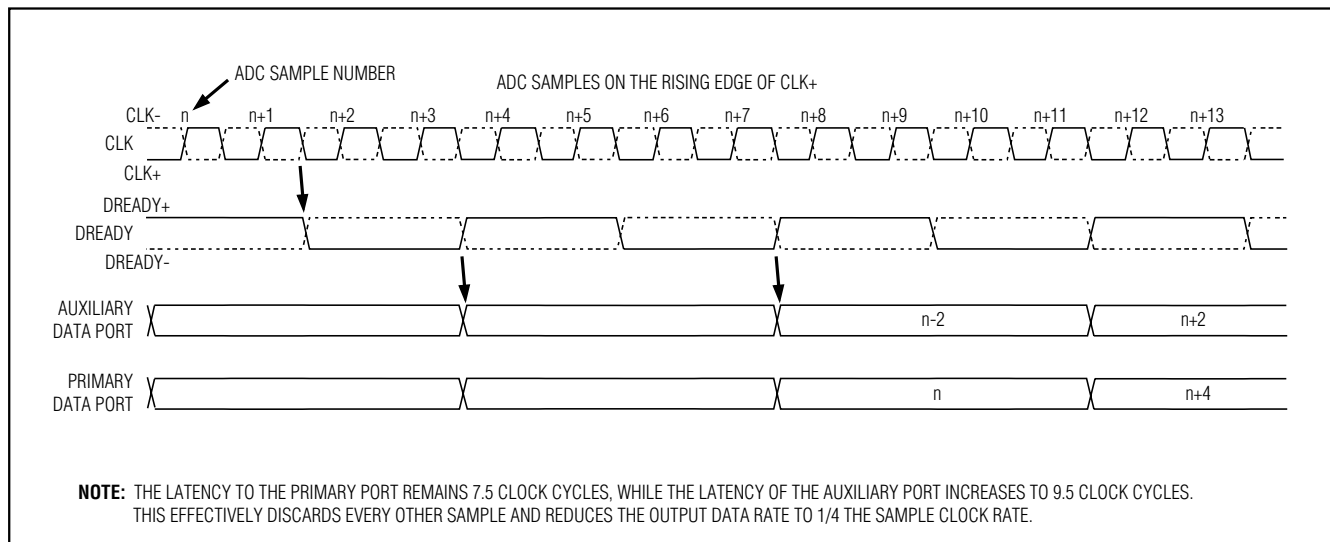 ADC SAMPLE NUMBER
ADC SAMPLES ON THE RISING EDGE OF CLK+
CLK- n n+1 n+2 n+3 n+4 n+5 n+6 n+7 n+8 n+9 n+10 n+11 n+12 n+13
CLK
CLK+
DREADY+
DREADY
DREADY-
AUXILIARY
DATA PORT
n-2
n+2
PRIMARY
DATA PORT
n
n+4
NOTE: THE LATENCY TO THE PRIMARY PORT REMAINS 7.5 CLOCK CYCLES, WHILE THE LATENCY OF THE AUXILIARY PORT INCREASES TO 9.5 CLOCK CYCLES.
THIS EFFECTIVELY DISCARDS EVERY OTHER SAMPLE AND REDUCES THE OUTPUT DATA RATE TO 1/4 THE SAMPLE CLOCK RATE.